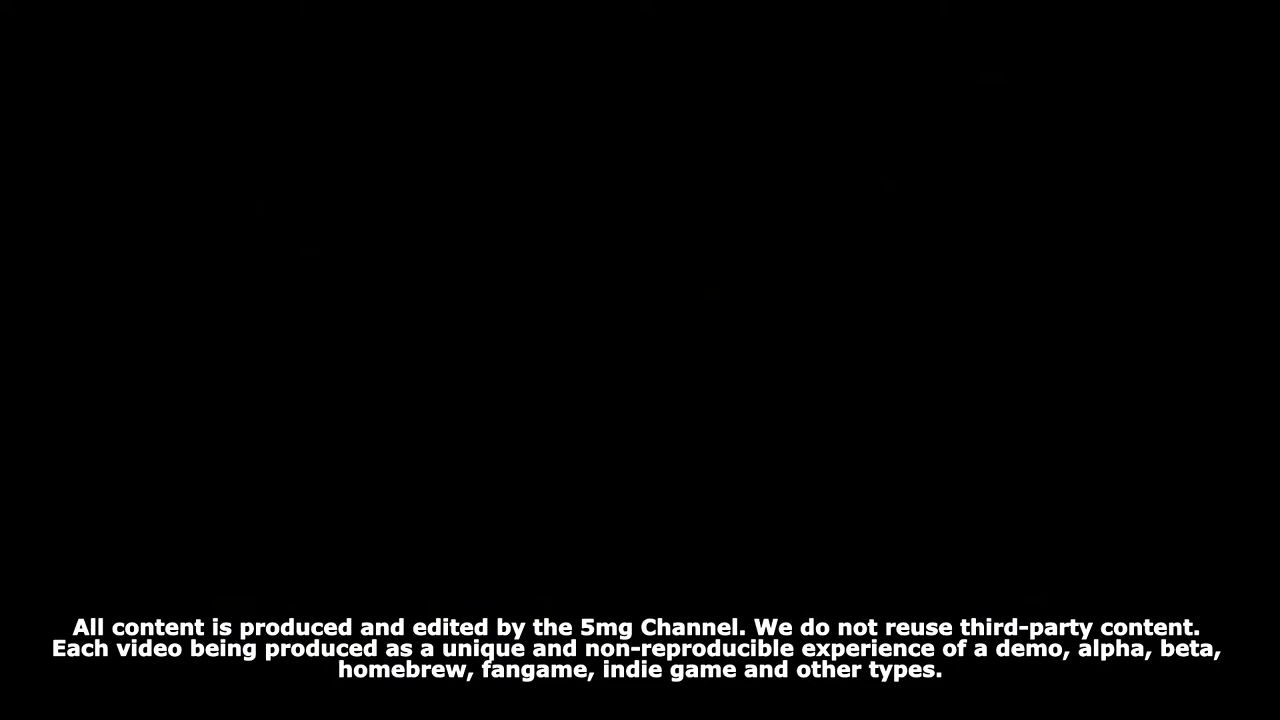 All content is produced and edited by the 5mg Channel. We do not reuse third-party content.
Each video being produced as a unique and non-reproducible experience of a demo, alpha, beta,
homebrew, fangame, indie game and other types.